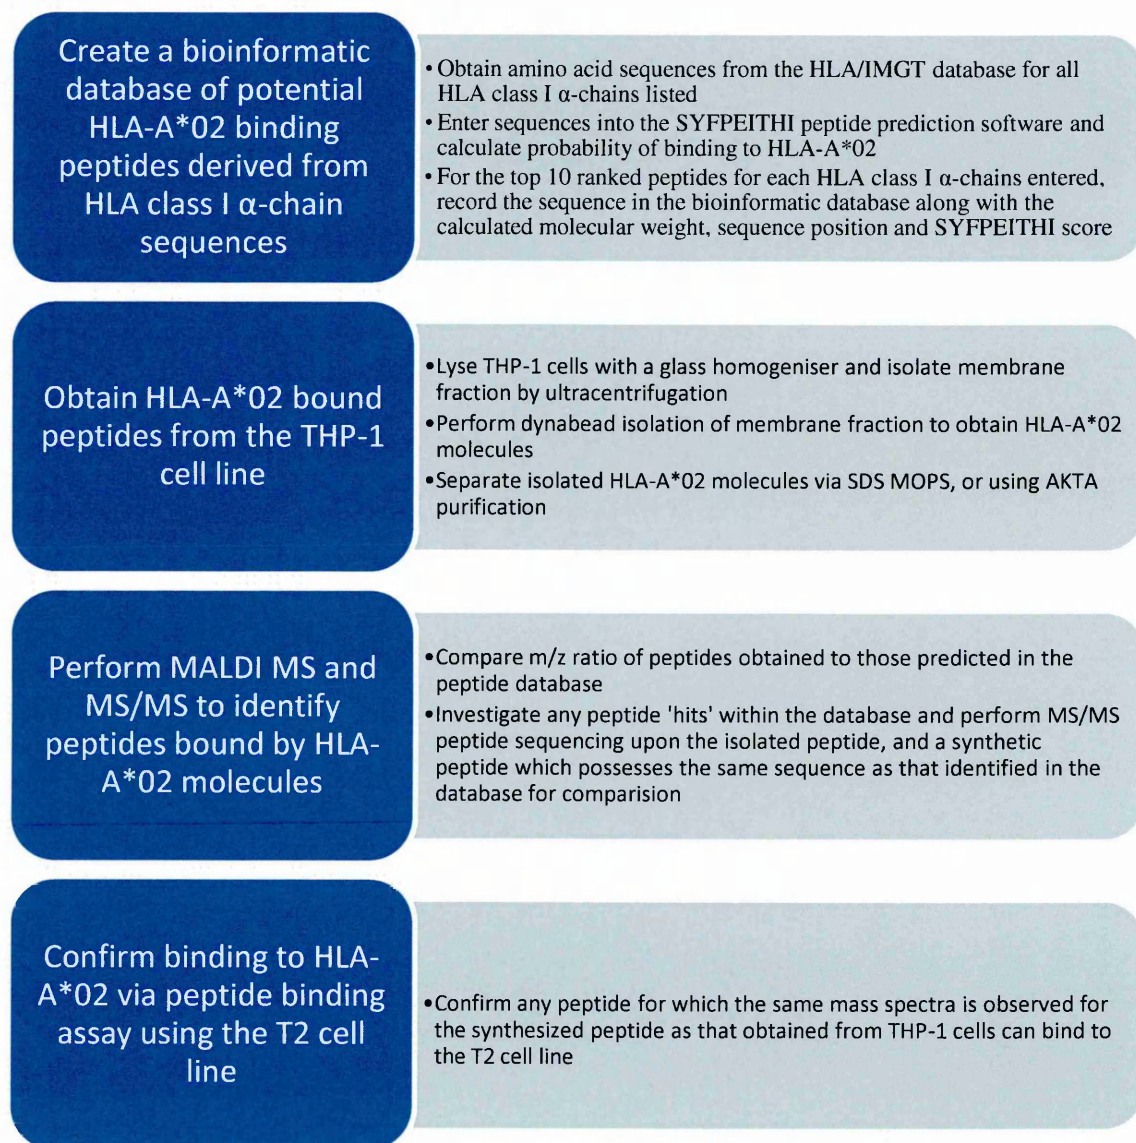 Create a bioinformatic
database of potential
HLA-A*02 binding
peptides derived from
HLA class I α-chain
sequences
• Obtain amino acid sequences from the HLA/IMGT database for all
HLA class I α-chains listed
• Enter sequences into the SYFPEITHI peptide prediction software and
calculate probability of binding to HLA-A*02
• For the top 10 ranked peptides for each HLA class I α-chains entered,
record the sequence in the bioinformatic database along with the
calculated molecular weight, sequence position and SYFPEITHI score
Obtain HLA-A*02 bound
peptides from the THP-1
cell line
•Lyse THP-1 cells with a glass homogeniser and isolate membrane
fraction by ultracentrifugation
•Perform dynabead isolation of membrane fraction to obtain HLA-A*02
molecules
•Separate isolated HLA-A*02 molecules via SDS MOPS, or using AKTA
purification
Perform MALDI MS and
MS/MS to identify
peptides bound by HLA-
A*02 molecules
•Compare m/z ratio of peptides obtained to those predicted in the
peptide database
•Investigate any peptide 'hits' within the database and perform MS/MS
peptide sequencing upon the isolated peptide, and a synthetic
peptide which possesses the same sequence as that identified in the
database for comparision
Confirm binding to HLA-
A*02 via peptide binding
assay using the T2 cell
line
•Confirm any peptide for which the same mass spectra is observed for
the synthesized peptide as that obtained from THP-1 cells can bind to
the T2 cell line